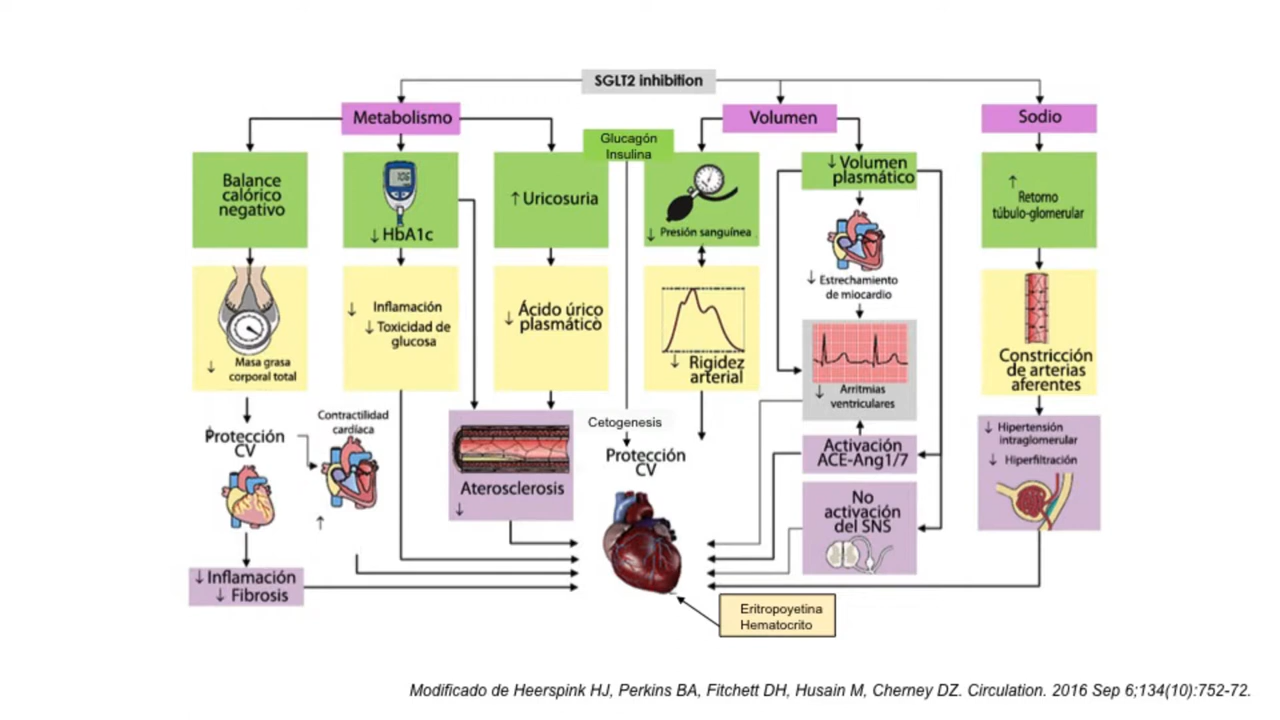 SGLT2 inhibition
Metabolismo
Volumen
Sodio
Glucagón
Insulina
Balance
calórico
negativo
106
↓ HbA1c
↑ Uricosuria
↓ Presión sanguínea
↓ Volumen
plasmático
↑
Retorno
túbulo-glomerular
↓ Masa grasa
corporal total
↓ Inflamación
↓ Toxicidad de
glucosa
↓ Ácido úrico
plasmático
↓ Rigidez
arterial
↓ Estrechamiento
de miocardio
↓ Arritmias
ventriculares
Constricción
de arterias
aferentes
Protección
CV
Contractilidad
cardíaca
↑
Aterosclerosis
↓
Cetogenesis
Protección
CV
Activación
ACE-Ang1/7
No
activación
del SNS
↓ Hipertensión
intraglomerular
↓ Hiperfiltración
↓ Inflamación
↓ Fibrosis
Eritropoyetina
Hematocrito
Modificado de Heerspink HJ, Perkins BA, Fitchett DH, Husain M, Cherney DZ. Circulation. 2016 Sep 6;134(10):752-72.